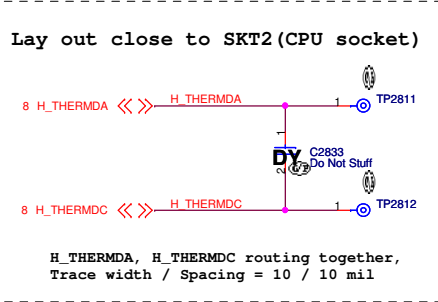 Lay out close to SKT2(CPU socket)
8 H_THERMDA
H_THERMDA
1
TP2811
1
DY
C2833
Do Not Stuff
2
8 H_THERMDC
H_THERMDC
1
TP2812
H_THERMDA, H_THERMDC routing together,
Trace width / Spacing = 10 / 10 mil